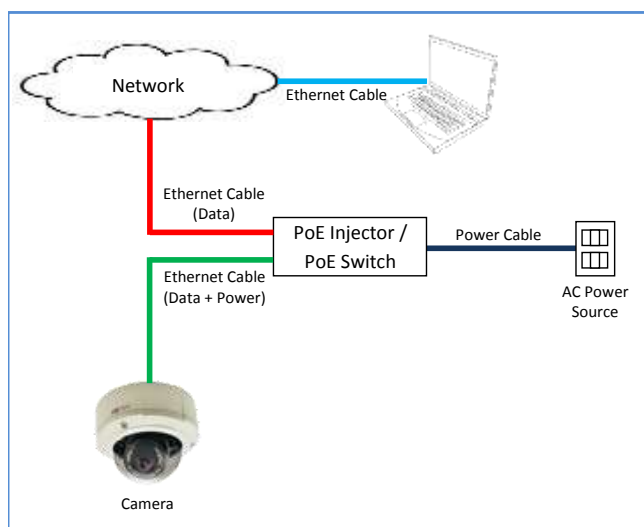 Network
Ethernet Cable
Ethernet Cable
(Data)
PoE Injector /
PoE Switch
Power Cable
Ethernet Cable
(Data + Power)
AC Power
Source
Camera